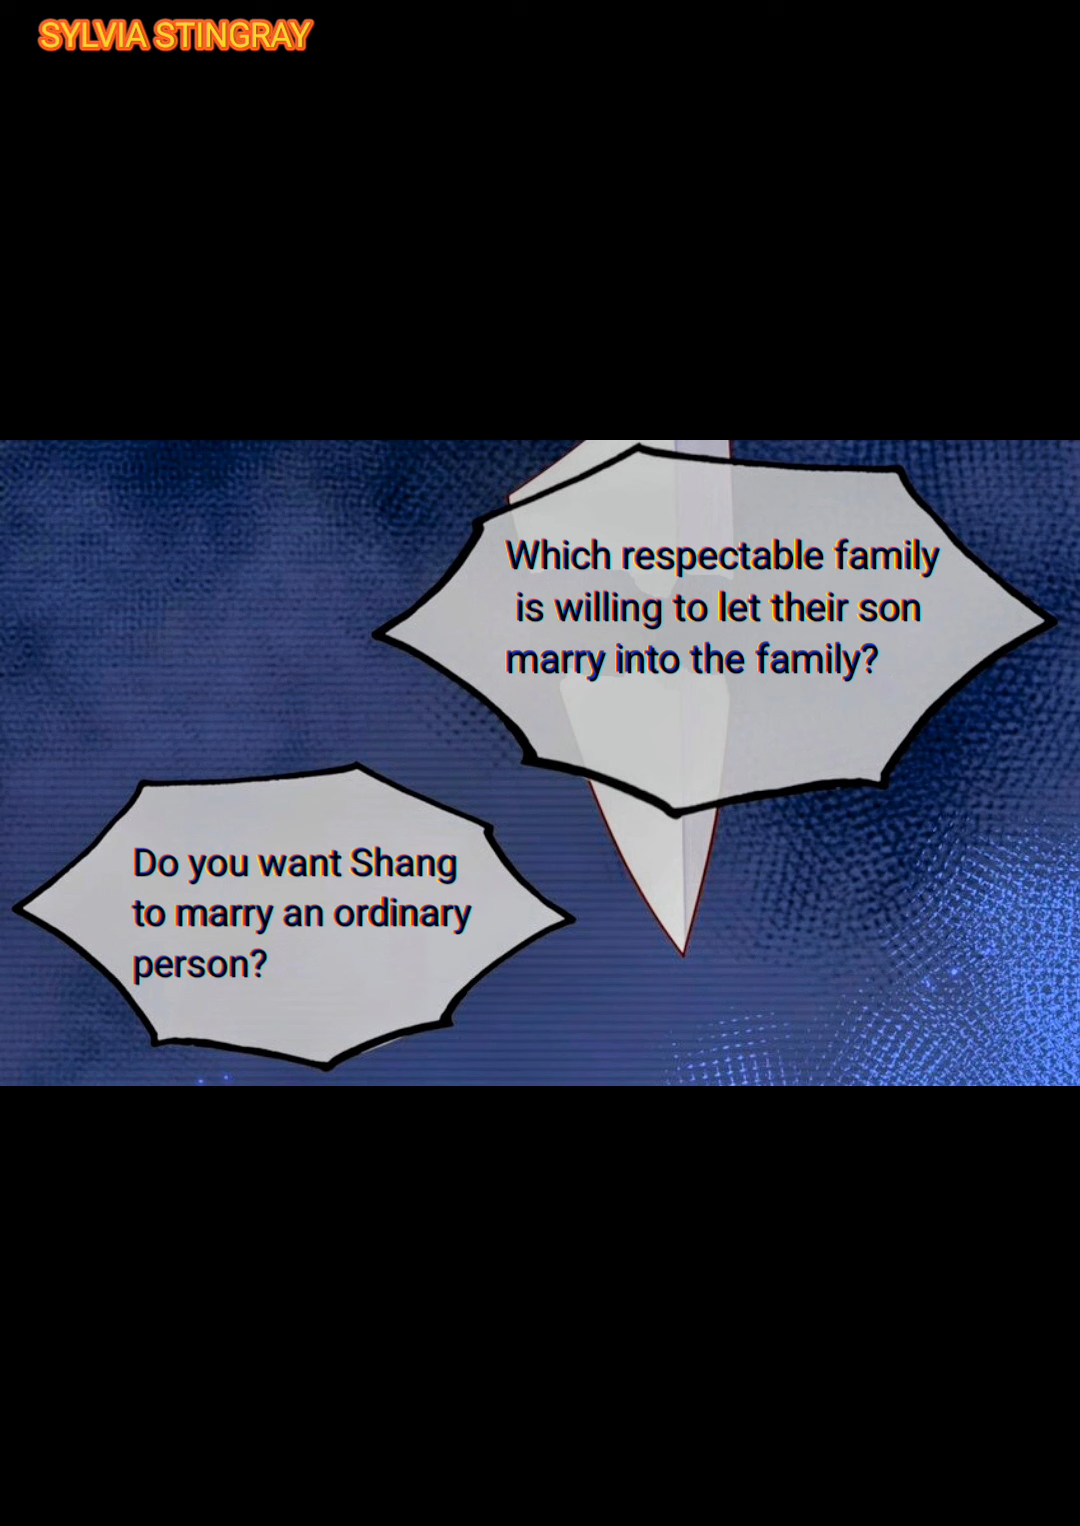 SYLVIA STINGRAY
Which respectable family
is willing to let their son
marry into the family?
Do you want Shang
to marry an ordinary
person?